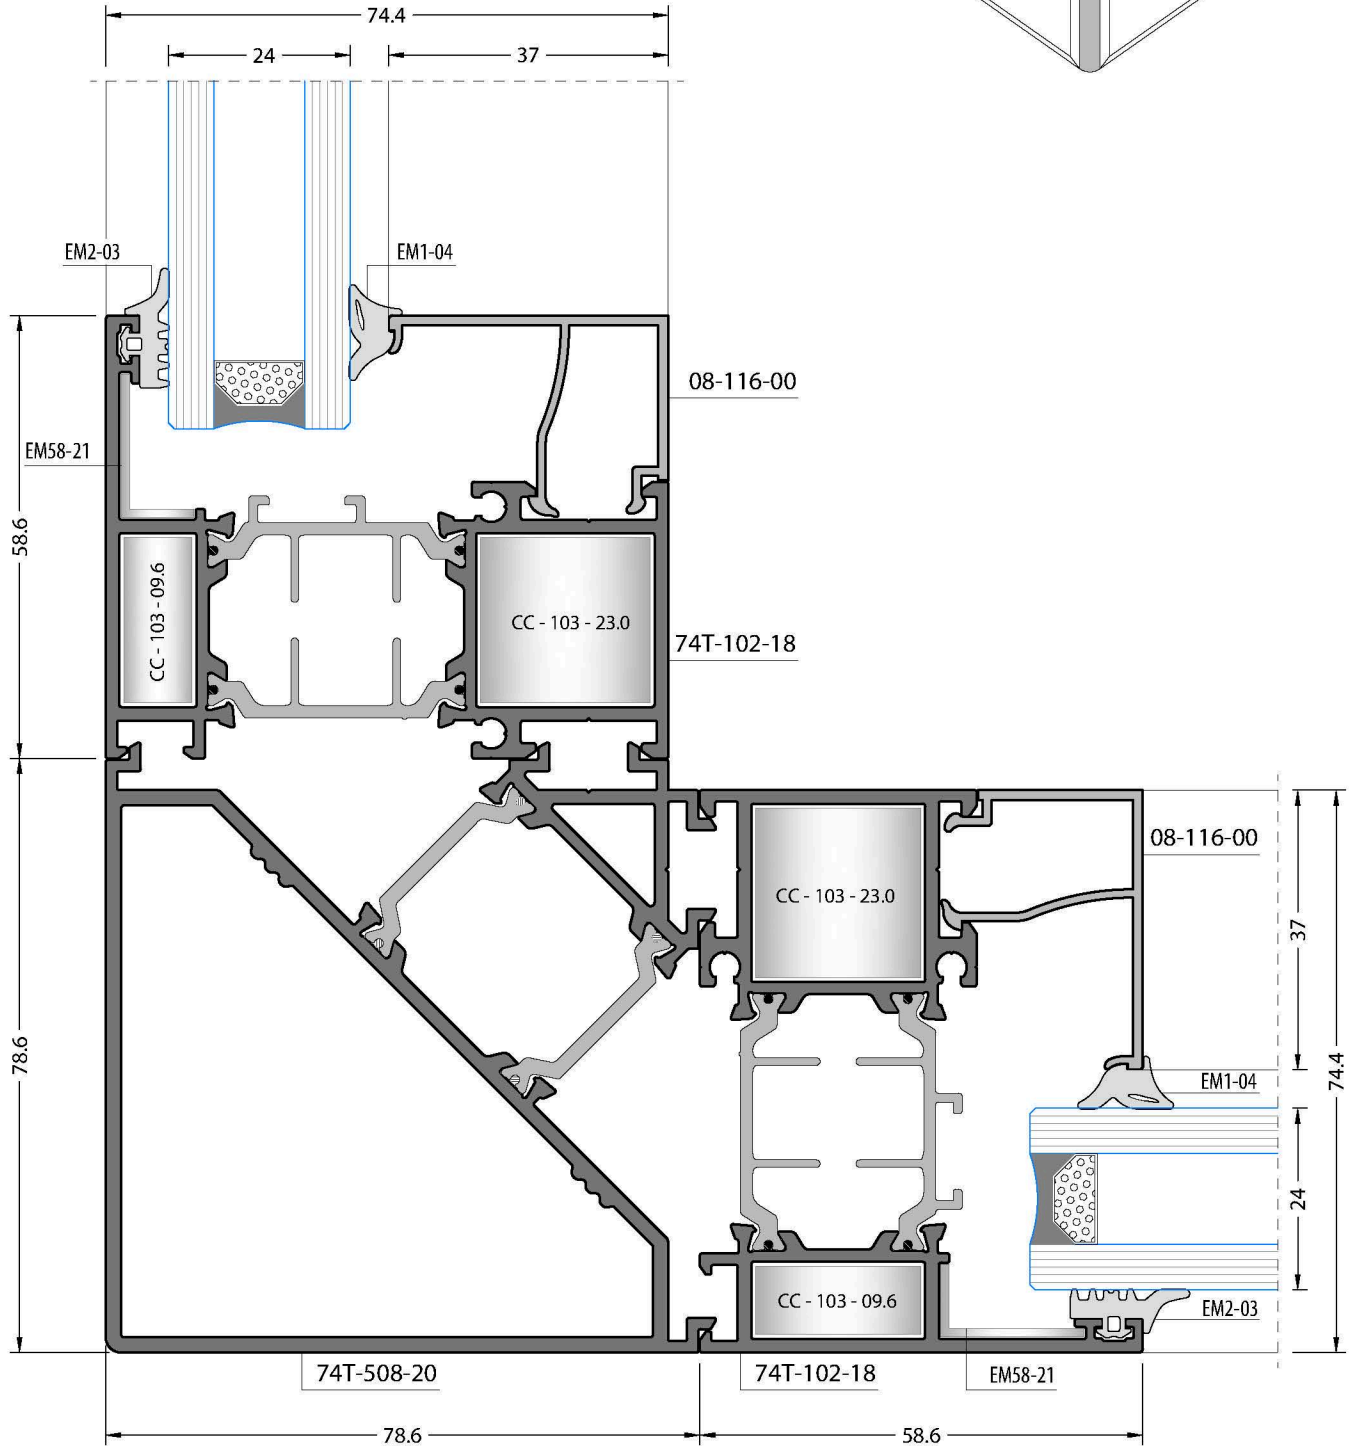 74.4
24
37
EM2-03
EM1-04
08-116-00
EM58-21
58.6
CC - 103 - 09.6
CC - 103 - 23.0
74T-102-18
08-116-00
CC - 103 - 23.0
37
78.6
74.4
EM1-04
24
CC - 103 - 09.6
EM2-03
74T-508-20
74T-102-18
EM58-21
78.6
58.6